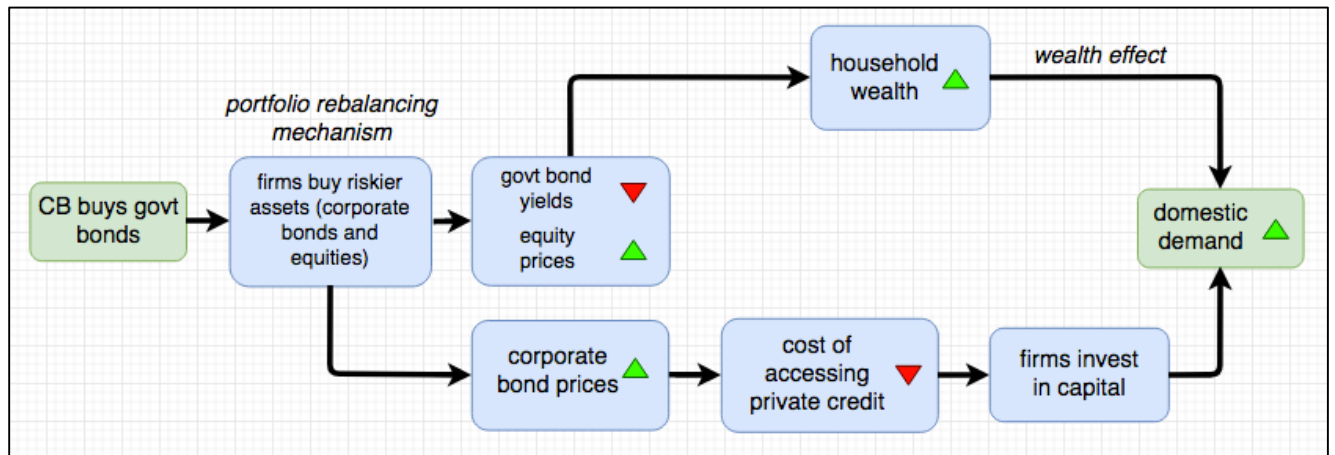 household
wealth
wealth effect
portfolio rebalancing
mechanism
CB buys govt
bonds
firms buy riskier
assets (corporate
bonds and
equities)
govt bond
yields
equity
prices
domestic
demand
corporate
bond prices
cost of
accessing
private credit
firms invest
in capital